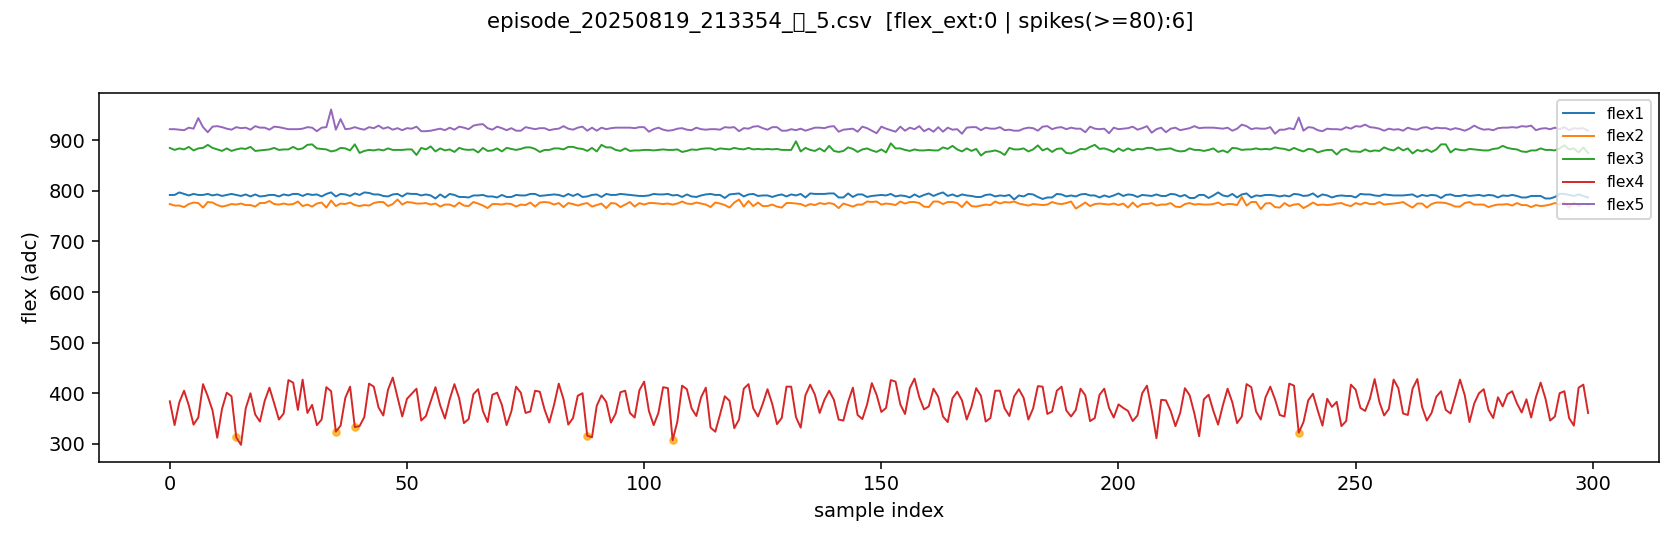 episode_20250819_213354_▯_5.csv  [flex_ext:0 | spikes(>=80):6]
flex (adc)
900
800
700
600
500
400
300
0
50
100
150
200
250
300
sample index
flex1
flex2
flex3
flex4
flex5